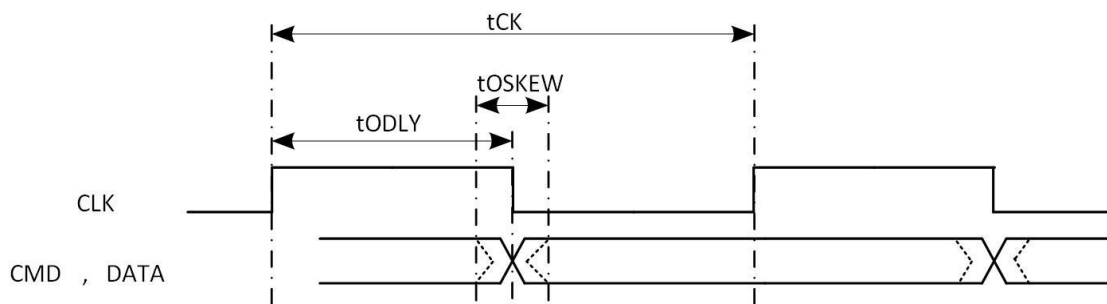 tCK
tOSKEW
tODLY
CLK
CMD , DATA